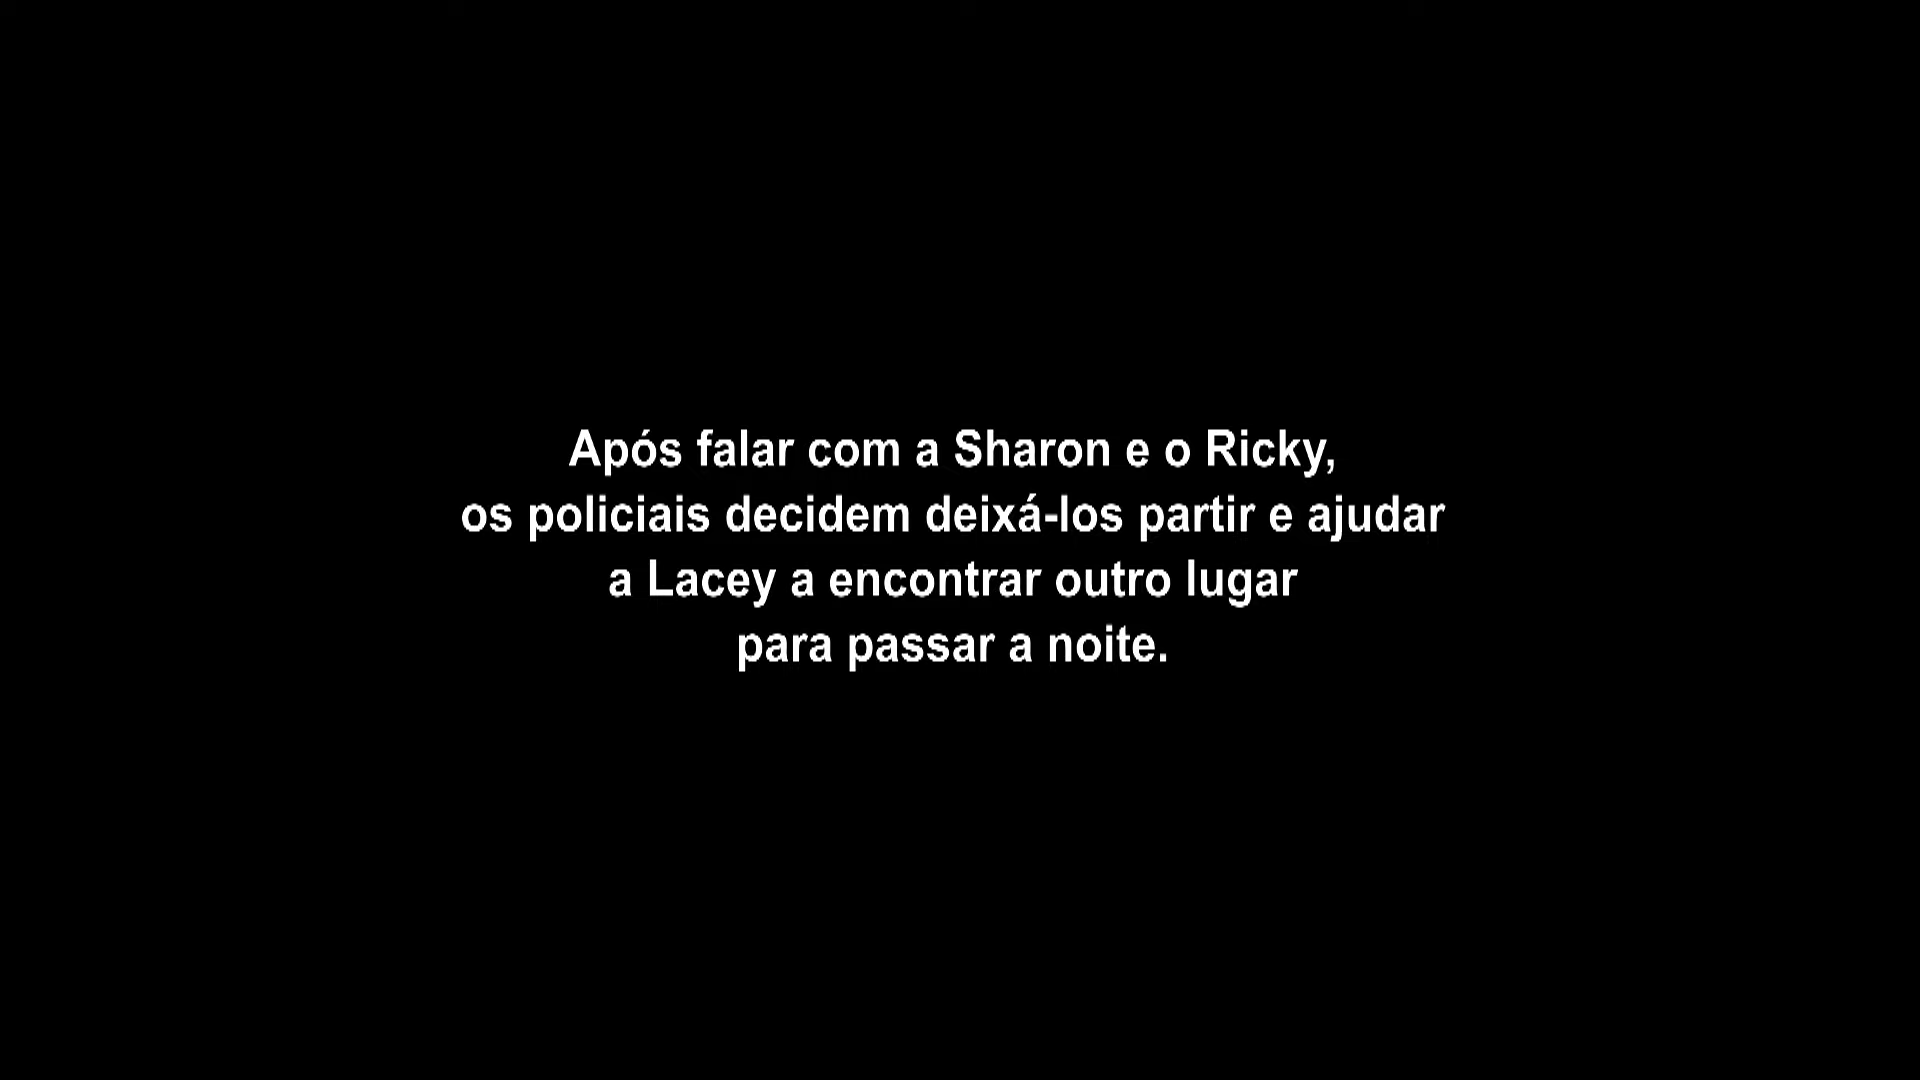 Após falar com a Sharon e o Ricky,
os policiais decidem deixá-los partir e ajudar
a Lacey a encontrar outro lugar
para passar a noite.